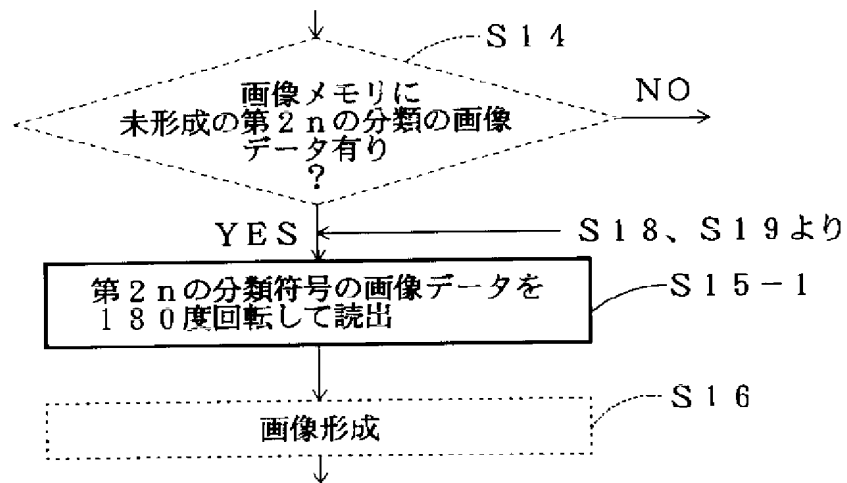 S14
画像メモリに
未形成の第2nの分類の画像
データ有り
?
NO
YES
S18、S19より
第2nの分類符号の画像データを
180度回転して読出
S15-1
S16
画像形成